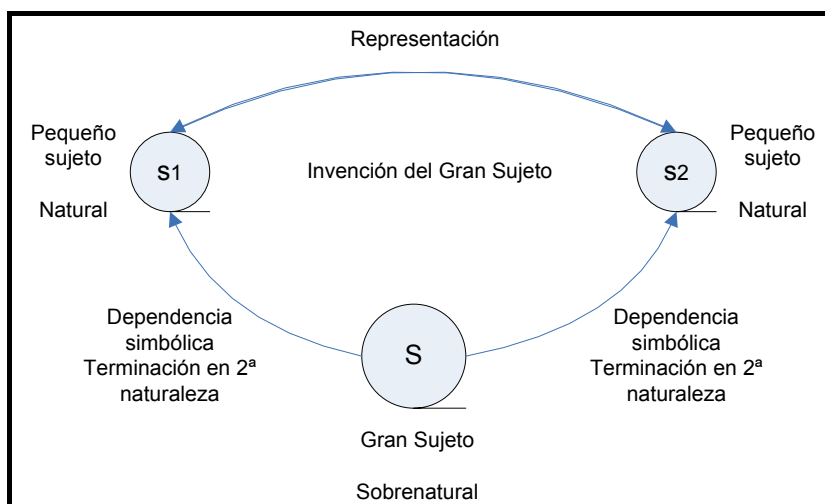 Representación
Pequeño
sujeto
s1
Natural
Invención del Gran Sujeto
Pequeño
sujeto
s2
Natural
Dependencia
simbólica
Terminación en 2ª
naturaleza
S
Dependencia
simbólica
Terminación en 2ª
naturaleza
Gran Sujeto
Sobrenatural